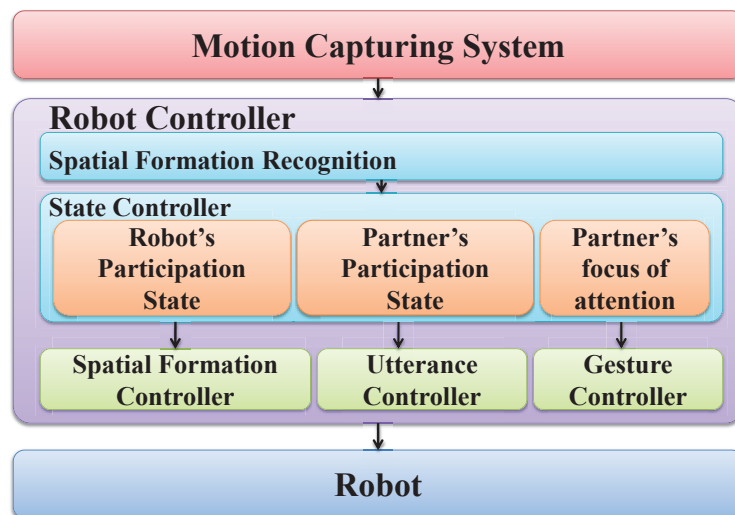 Motion Capturing System
Robot Controller
Spatial Formation Recognition
State Controller
Robot's
Participation
State
Partner's
Participation
State
Partner's
focus of
attention
Spatial Formation
Controller
Utterance
Controller
Gesture
Controller
Robot